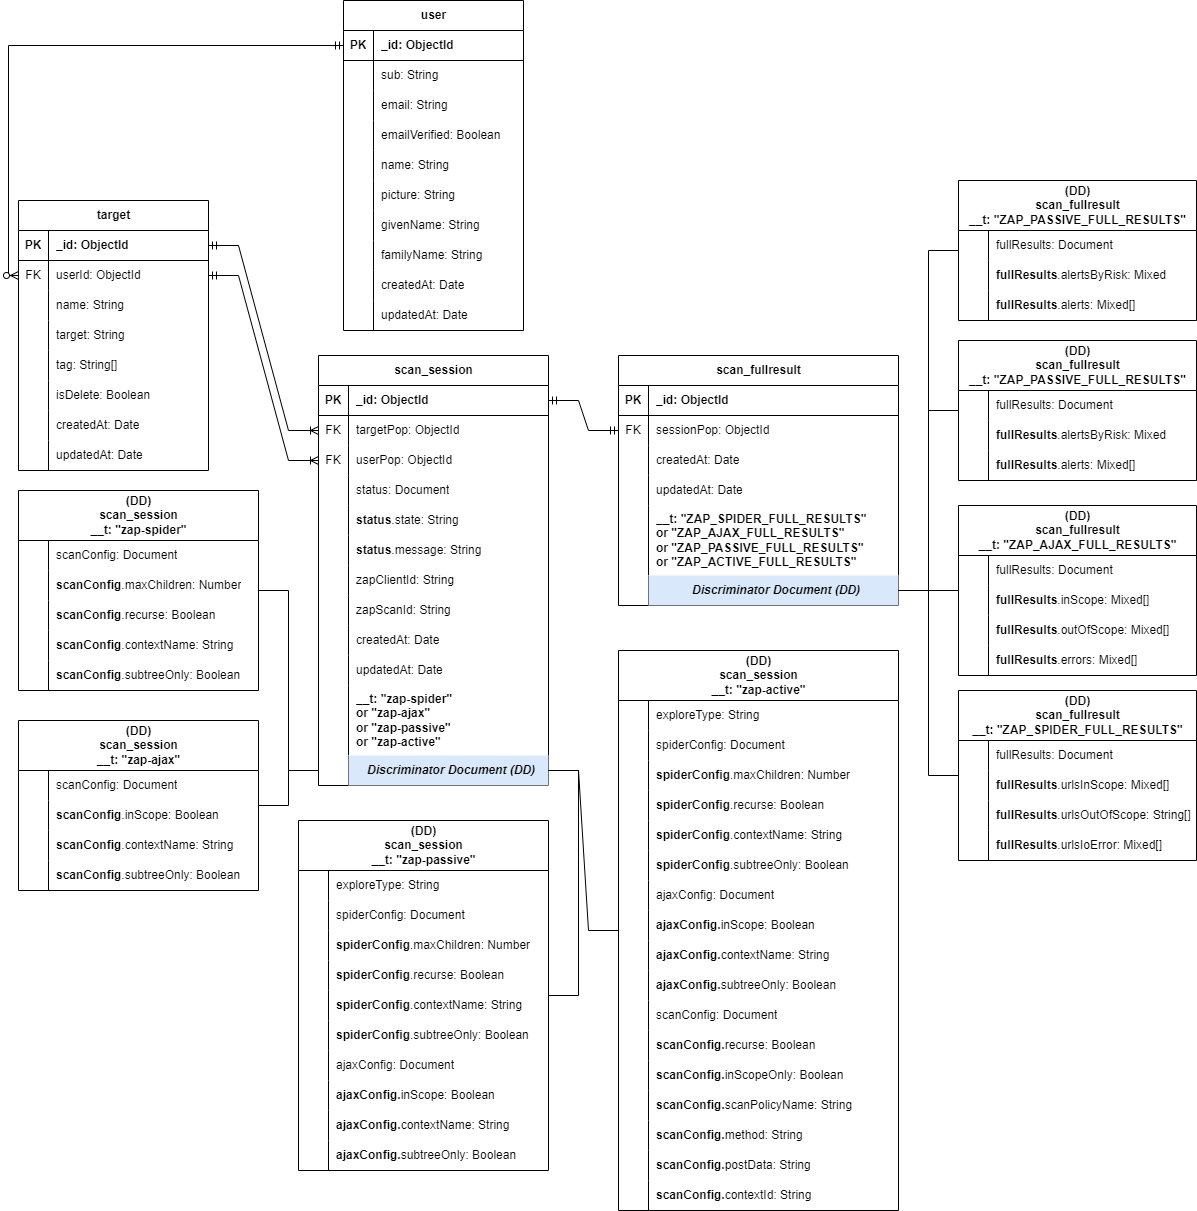 user
PK _id: ObjectId
sub: String
email: String
emailVerified: Boolean
name: String
picture: String
givenName: String
familyName: String
createdAt: Date
updatedAt: Date
target
PK _id: ObjectId
FK userId: ObjectId
name: String
target: String
tag: String[]
isDelete: Boolean
createdAt: Date
updatedAt: Date
scan_session
PK _id: ObjectId
FK targetPop: ObjectId
FK userPop: ObjectId
status: Document
status.state: String
status.message: String
zapClientId: String
zapScanId: String
createdAt: Date
updatedAt: Date
__t: "zap-spider"
or "zap-ajax"
or "zap-passive"
or "zap-active"
Discriminator Document (DD)
scan_fullresult
PK _id: ObjectId
FK sessionPop: ObjectId
createdAt: Date
updatedAt: Date
__t: "ZAP_SPIDER_FULL_RESULTS"
or "ZAP_AJAX_FULL_RESULTS"
or "ZAP_PASSIVE_FULL_RESULTS"
or "ZAP_ACTIVE_FULL_RESULTS"
Discriminator Document (DD)
(DD)
scan_fullresult
__t: "ZAP_PASSIVE_FULL_RESULTS"
fullResults: Document
fullResults.alertsByRisk: Mixed
fullResults.alerts: Mixed[]
(DD)
scan_fullresult
__t: "ZAP_PASSIVE_FULL_RESULTS"
fullResults: Document
fullResults.alertsByRisk: Mixed
fullResults.alerts: Mixed[]
(DD)
scan_fullresult
__t: "ZAP_AJAX_FULL_RESULTS"
fullResults: Document
fullResults.inScope: Mixed[]
fullResults.outOfScope: Mixed[]
fullResults.errors: Mixed[]
(DD)
scan_fullresult
__t: "ZAP_SPIDER_FULL_RESULTS"
fullResults: Document
fullResults.urlsInScope: Mixed[]
fullResults.urlsOutOfScope: String[]
fullResults.urlsIoError: Mixed[]
(DD)
scan_session
__t: "zap-spider"
scanConfig: Document
scanConfig.maxChildren: Number
scanConfig.recurse: Boolean
scanConfig.contextName: String
scanConfig.subtreeOnly: Boolean
(DD)
scan_session
__t: "zap-ajax"
scanConfig: Document
scanConfig.inScope: Boolean
scanConfig.contextName: String
scanConfig.subtreeOnly: Boolean
(DD)
scan_session
__t: "zap-passive"
exploreType: String
spiderConfig: Document
spiderConfig.maxChildren: Number
spiderConfig.recurse: Boolean
spiderConfig.contextName: String
spiderConfig.subtreeOnly: Boolean
ajaxConfig: Document
ajaxConfig.inScope: Boolean
ajaxConfig.contextName: String
ajaxConfig.subtreeOnly: Boolean
(DD)
scan_session
__t: "zap-active"
exploreType: String
spiderConfig: Document
spiderConfig.maxChildren: Number
spiderConfig.recurse: Boolean
spiderConfig.contextName: String
spiderConfig.subtreeOnly: Boolean
ajaxConfig: Document
ajaxConfig.inScope: Boolean
ajaxConfig.contextName: String
ajaxConfig.subtreeOnly: Boolean
scanConfig: Document
scanConfig.recurse: Boolean
scanConfig.inScopeOnly: Boolean
scanConfig.scanPolicyName: String
scanConfig.method: String
scanConfig.postData: String
scanConfig.contextId: String